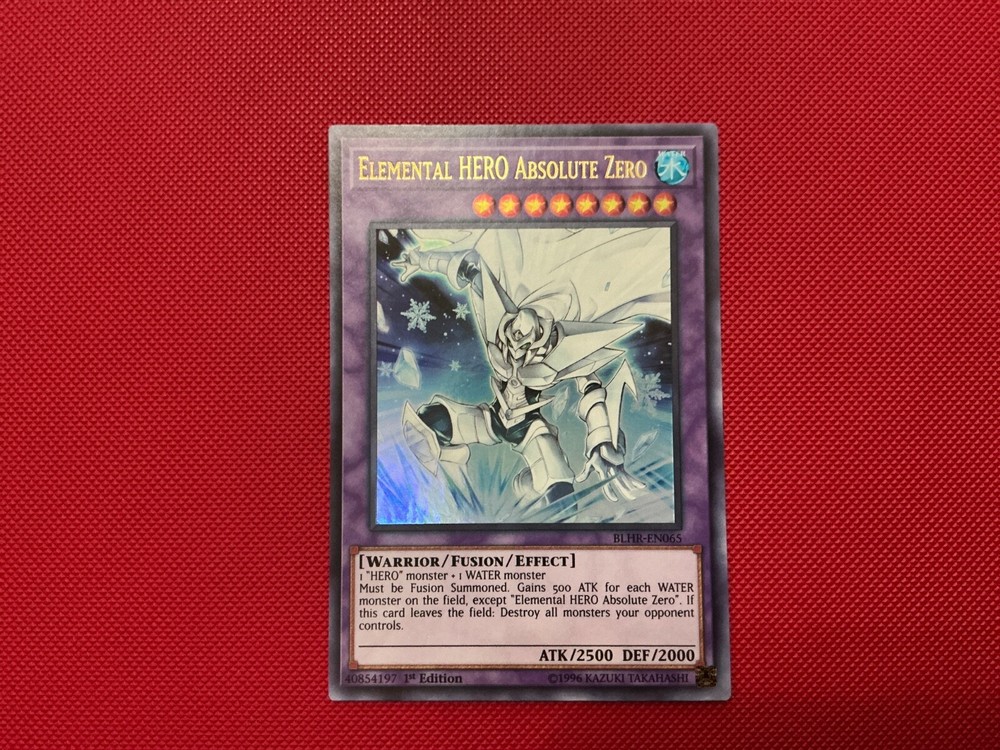 ELEMENTAL HERO ABSOLUTE ZERO
WATER
水
BLHR-EN065
[WARRIOR/FUSION/EFFECT]
1 "HERO" monster + 1 WATER monster
Must be Fusion Summoned. Gains 500 ATK for each WATER
monster on the field, except "Elemental HERO Absolute Zero". If
this card leaves the field: Destroy all monsters your opponent
controls.
ATK/2500 DEF/2000
40854197 1st Edition ©1996 KAZUKI TAKAHASHI